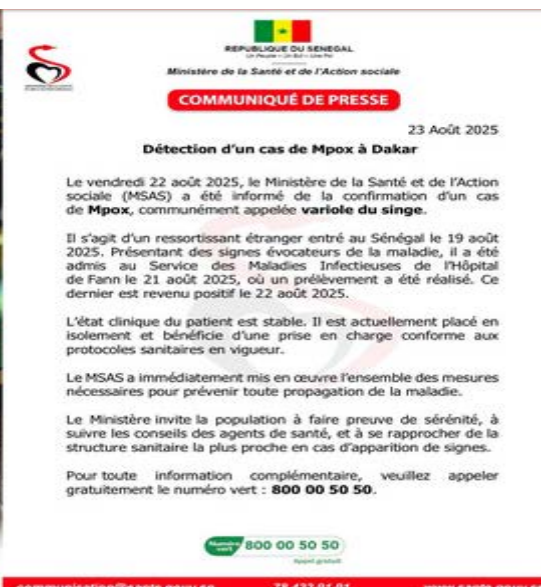 REPUBLIQUE DU SENEGAL
Un Peuple – Un But – Une Foi
Ministère de la Santé et de l'Action sociale
COMMUNIQUÉ DE PRESSE
23 Août 2025
Détection d'un cas de Mpox à Dakar
Le vendredi 22 août 2025, le Ministère de la Santé et de l'Action
sociale (MSAS) a été informé de la confirmation d'un cas
de Mpox, communément appelée variole du singe.
Il s'agit d'un ressortissant étranger entré au Sénégal le 19 août
2025. Présentant des signes évocateurs de la maladie, il a été
admis au Service des Maladies Infectieuses de l'Hôpital
de Fann le 21 août 2025, où un prélèvement a été réalisé. Ce
dernier est revenu positif le 22 août 2025.
L'état clinique du patient est stable. Il est actuellement placé en
isolement et bénéficie d'une prise en charge conforme aux
protocoles sanitaires en vigueur.
Le MSAS a immédiatement mis en œuvre l'ensemble des mesures
nécessaires pour prévenir toute propagation de la maladie.
Le Ministère invite la population à faire preuve de sérénité, à
suivre les conseils des agents de santé, et à se rapprocher de la
structure sanitaire la plus proche en cas d'apparition de signes.
Pour toute information complémentaire, veuillez appeler
gratuitement le numéro vert : 800 00 50 50.
Numéro vert 800 00 50 50
Appel gratuit